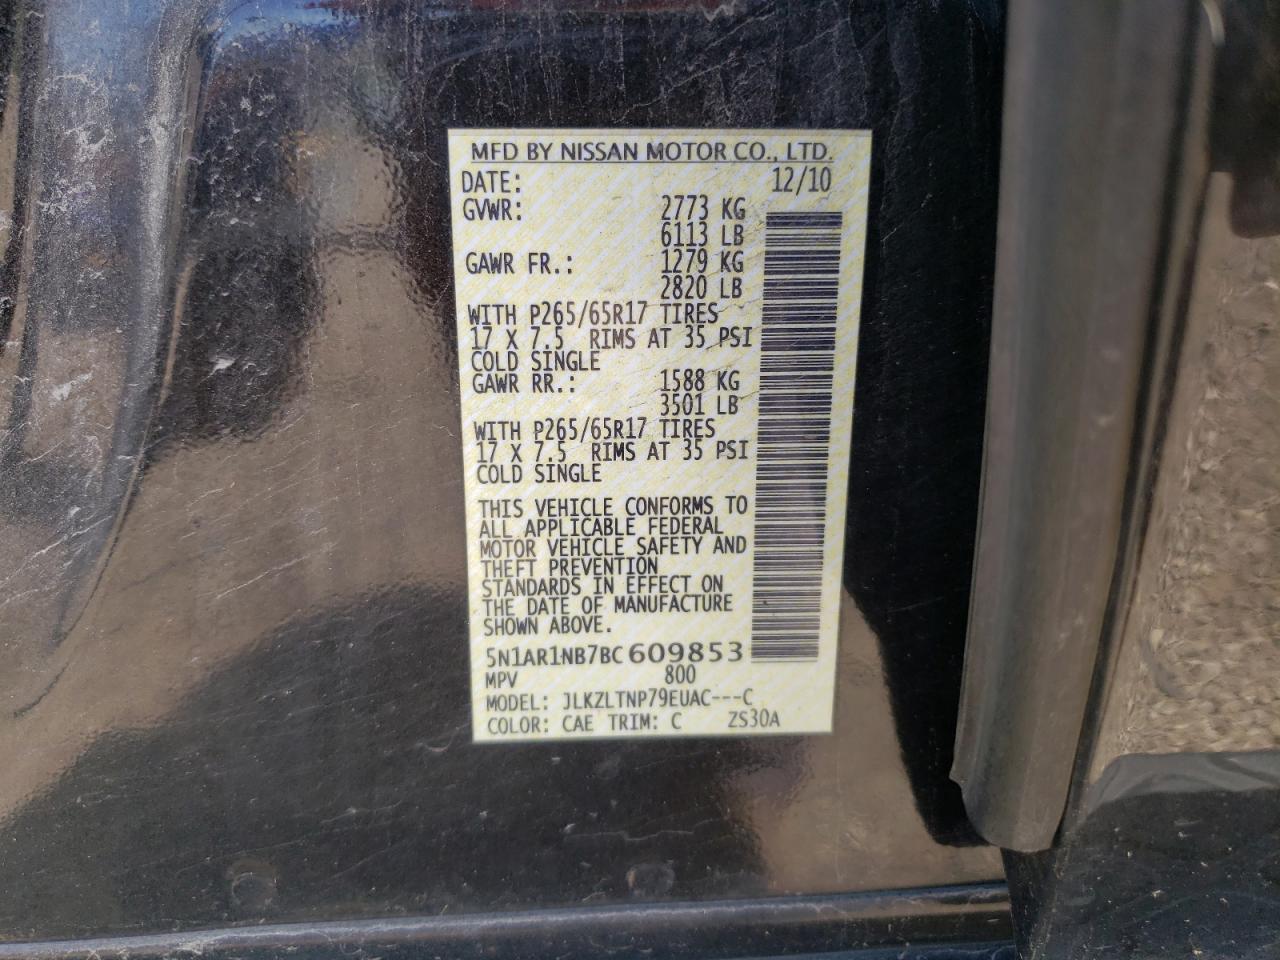 MFD BY NISSAN MOTOR CO., LTD.
DATE: 12/10
GVWR: 2773 KG
6113 LB
GAWR FR.: 1279 KG
2820 LB
WITH P265/65R17 TIRES
17 X 7.5 RIMS AT 35 PSI
COLD SINGLE
GAWR RR.: 1588 KG
3501 LB
WITH P265/65R17 TIRES
17 X 7.5 RIMS AT 35 PSI
COLD SINGLE
THIS VEHICLE CONFORMS TO
ALL APPLICABLE FEDERAL
MOTOR VEHICLE SAFETY AND
THEFT PREVENTION
STANDARDS IN EFFECT ON
THE DATE OF MANUFACTURE
SHOWN ABOVE.
5N1AR1NB7BC609853
MPV 800
MODEL: JLKZLTNP79EUAC---C
COLOR: CAE TRIM: C ZS30A